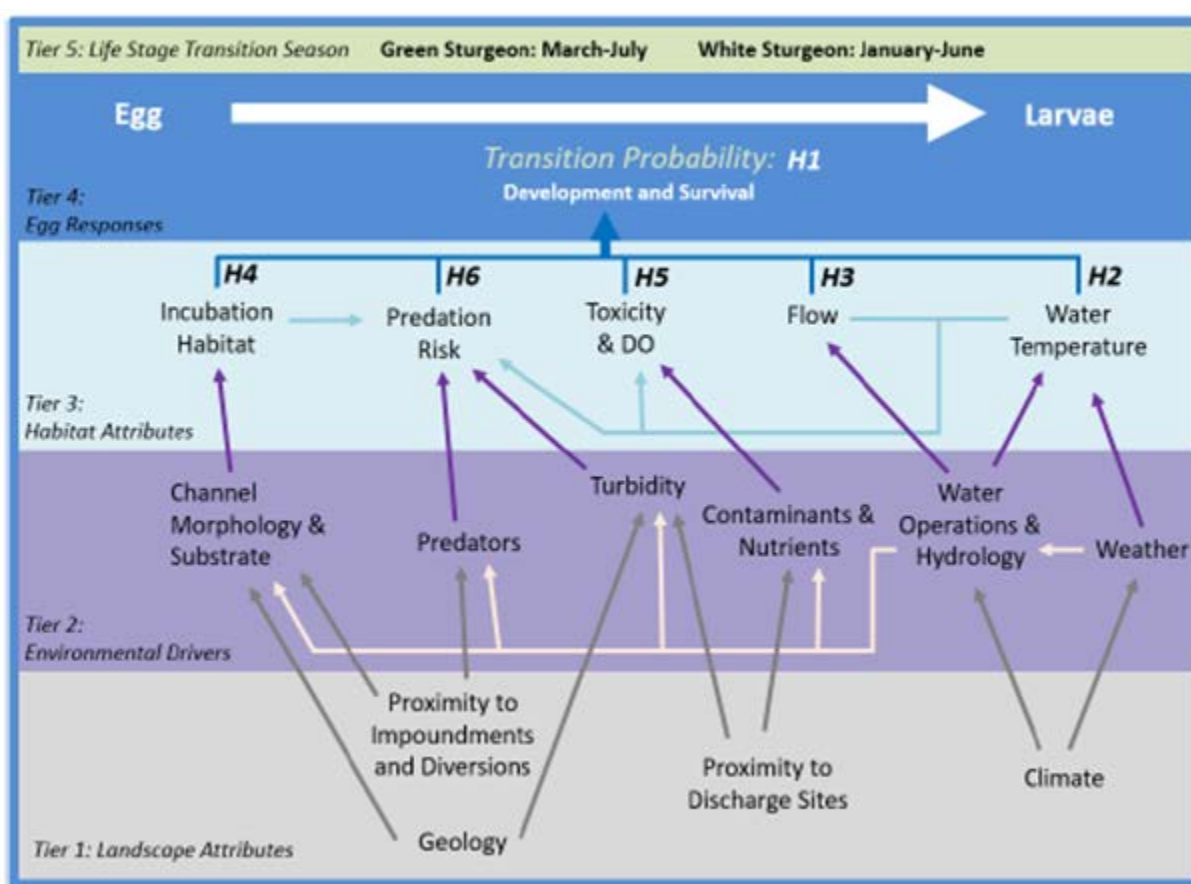 Tier 5: Life Stage Transition Season Green Sturgeon: March-July White Sturgeon: January-June
Egg
Larvae
Transition Probability: H1
Development and Survival
Tier 4:
Egg Responses
H4
H6
H5
H3
H2
Incubation
Habitat
Predation
Risk
Toxicity
& DO
Flow
Water
Temperature
Tier 3:
Habitat Attributes
Channel
Morphology &
Substrate
Predators
Turbidity
Contaminants &
Nutrients
Water
Operations &
Hydrology
Weather
Tier 2:
Environmental Drivers
Proximity to
Impoundments
and Diversions
Proximity to
Discharge Sites
Climate
Geology
Tier 1: Landscape Attributes